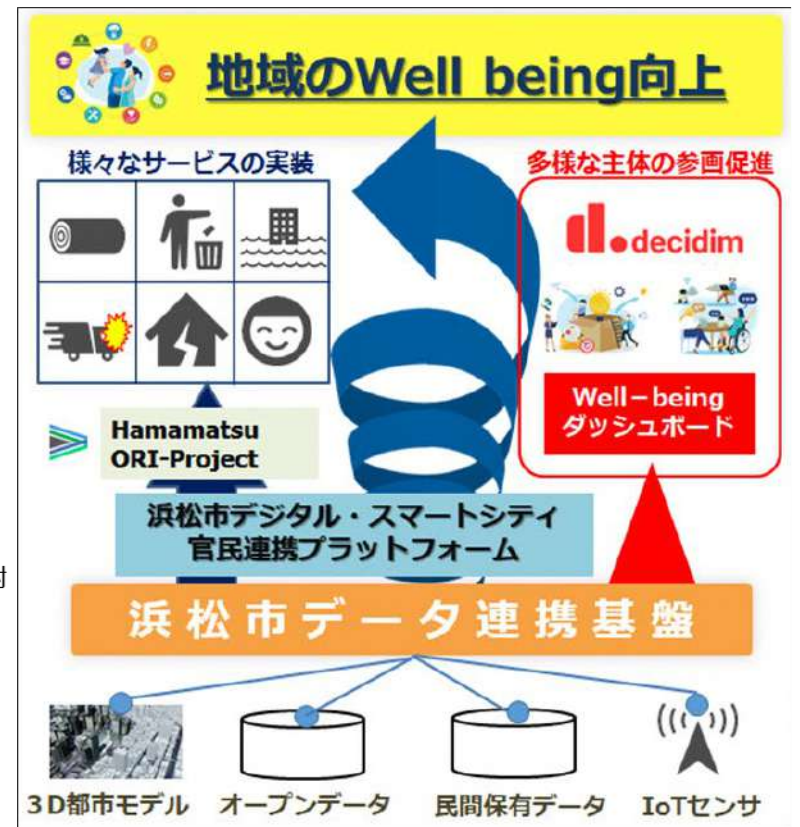 地域のWell being向上
様々なサービスの実装
多様な主体の参画促進
decidim
Well－being
ダッシュボード
Hamamatsu
ORI-Project
浜松市デジタル・スマートシティ
官民連携プラットフォーム
浜松市データ連携基盤
3D都市モデル
オープンデータ
民間保有データ
IoTセンサ